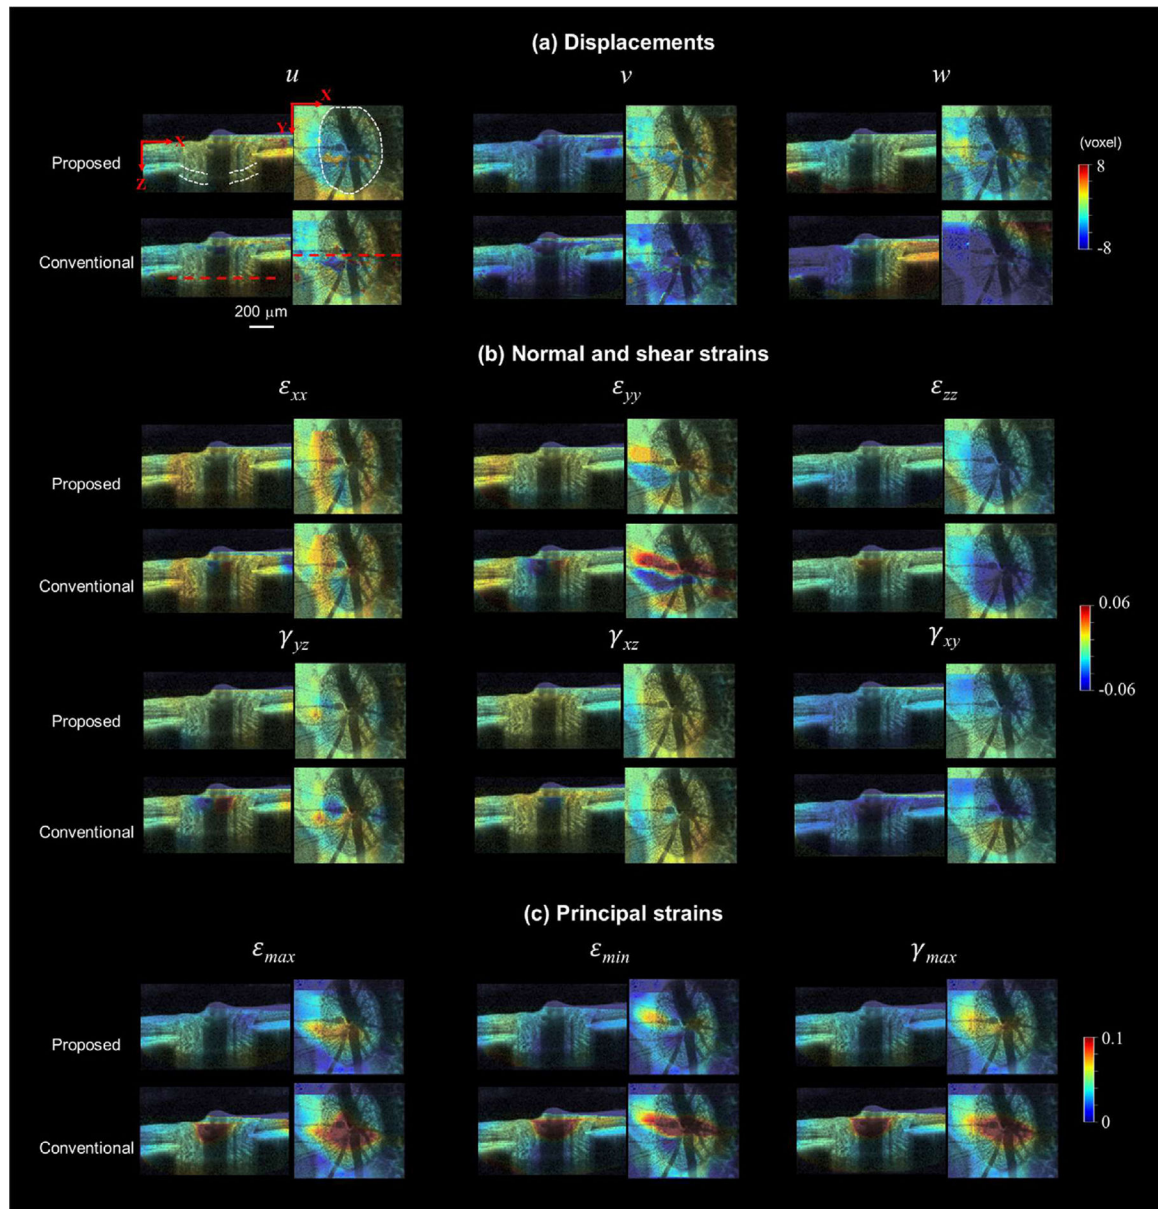 (a) Displacements
u v w
X
Y
X
Z
Proposed
(voxel)
8
-8
Conventional
200 μm
(b) Normal and shear strains
εxx εyy εzz
Proposed
Conventional
0.06
-0.06
γyz γxz γxy
Proposed
Conventional
(c) Principal strains
εmax εmin γmax
Proposed
0.1
0
Conventional